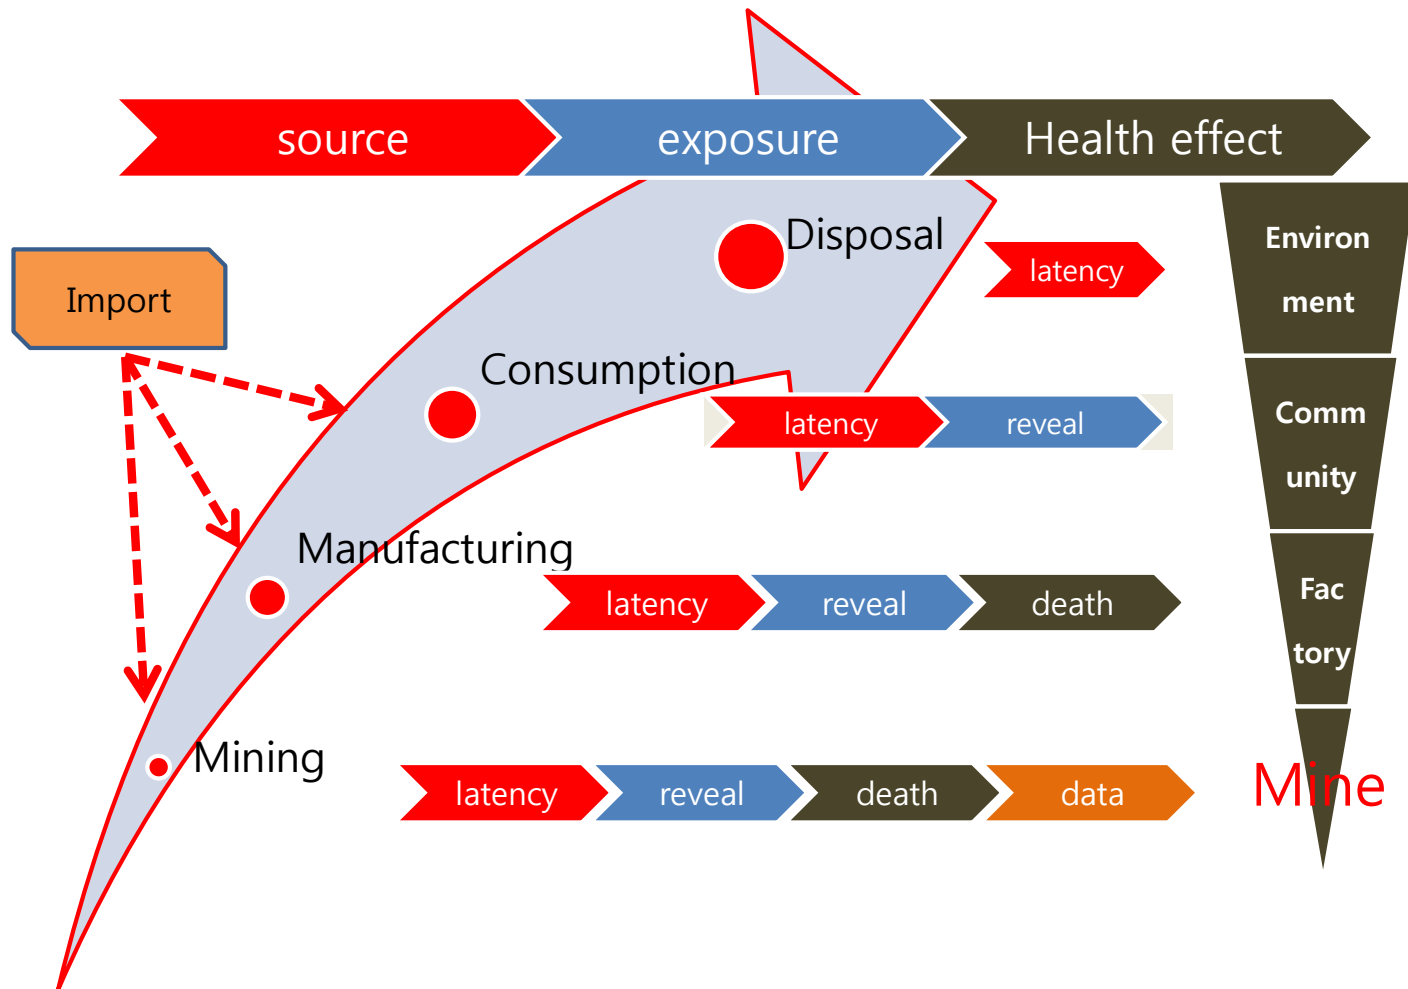 source
exposure
Health effect
Disposal
Environ
ment
latency
Import
Consumption
latency
reveal
Comm
unity
Manufacturing
latency
reveal
death
Fac
tory
Mining
latency
reveal
death
data
Mine